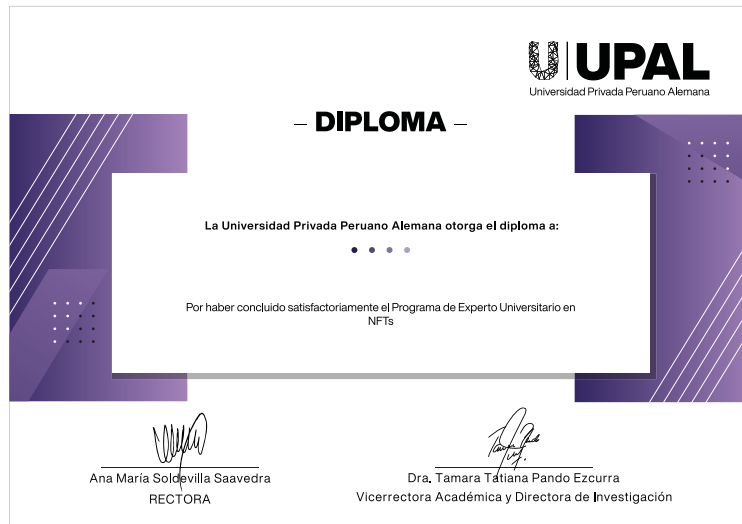 UPAL
Universidad Privada Peruano Alemana
– DIPLOMA –
La Universidad Privada Peruano Alemana otorga el diploma a:
Por haber concluido satisfactoriamente el Programa de Experto Universitario en
NFTs
Ana María Soldevilla Saavedra
RECTORA
Dra. Tamara Tatiana Pando Ezcurra
Vicerrectora Académica y Directora de Investigación